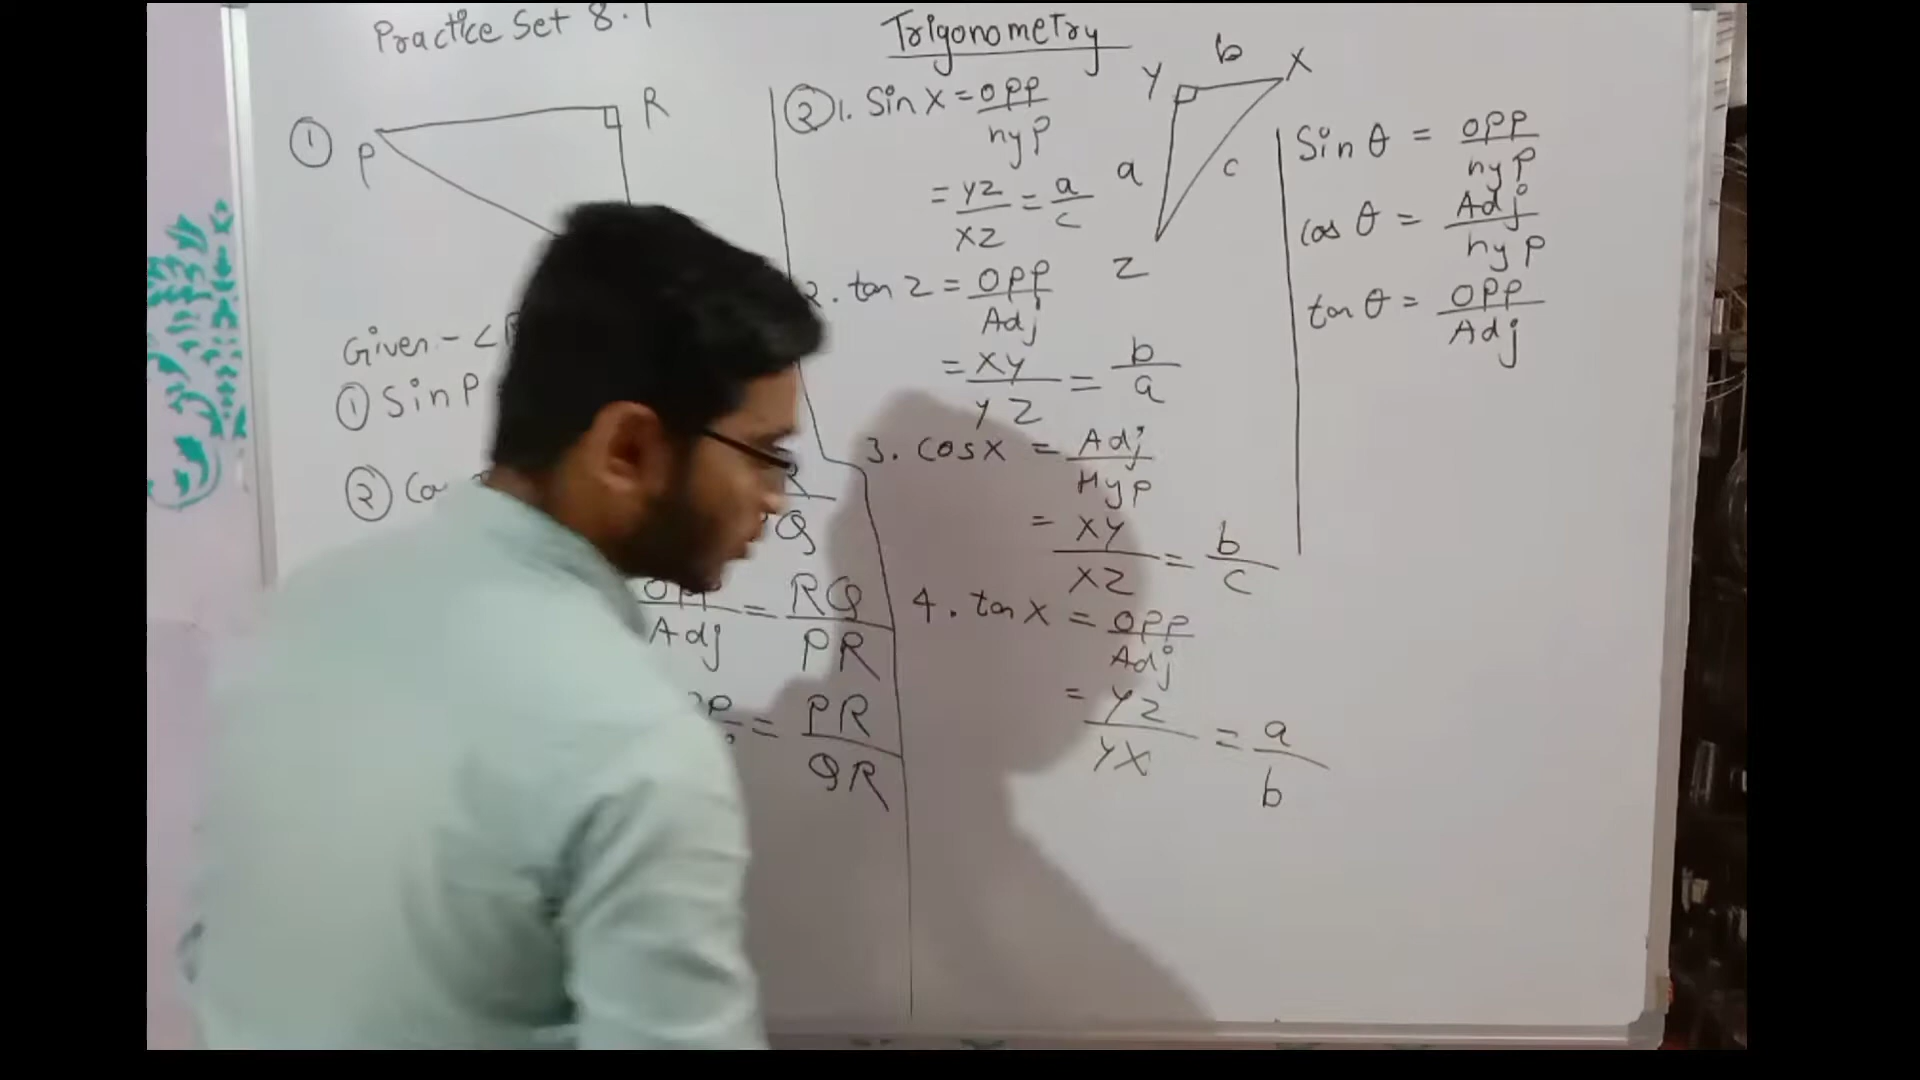 Practice Set 8.1
Trigonometry
① P R
Given:- ∠
① Sin P
② Co
R
Q
OPP/Adj = RQ/PR
= PR/QR
② 1. Sin X = OPP/hyp
= YZ/XZ = a/c
2. tan Z = OPP/Adj
= XY/YZ = b/a
3. cos X = Adj/Hyp
= XY/XZ = b/c
4. tan X = OPP/Adj
= YZ/YX = a/b
Y b X
a c
Z
Sin θ = OPP/hyp
cos θ = Adj/hyp
tan θ = OPP/Adj